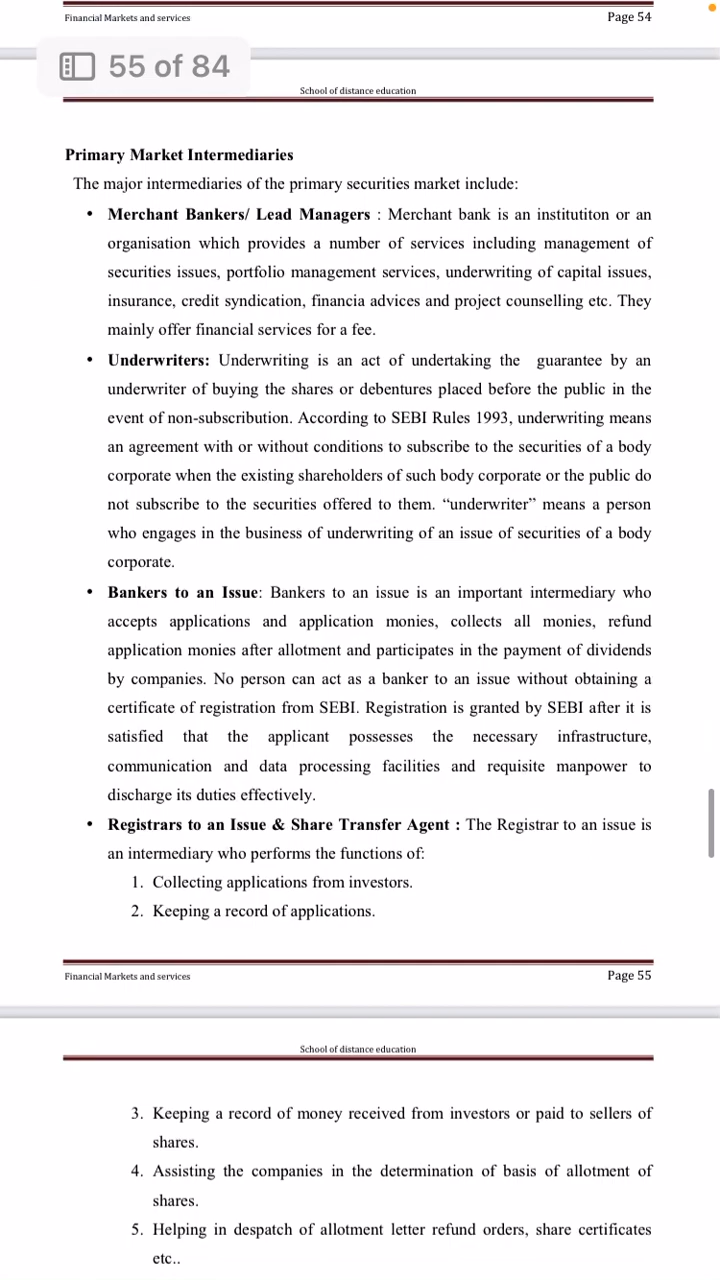 Financial Markets and services Page 54
55 of 84
School of distance education
Primary Market Intermediaries
The major intermediaries of the primary securities market include:
• Merchant Bankers/ Lead Managers : Merchant bank is an instititon or an
organisation which provides a number of services including management of
securities issues, portfolio management services, underwriting of capital issues,
insurance, credit syndication, financia advices and project counselling etc. They
mainly offer financial services for a fee.
• Underwriters: Underwriting is an act of undertaking the guarantee by an
underwriter of buying the shares or debentures placed before the public in the
event of non-subscription. According to SEBI Rules 1993, underwriting means
an agreement with or without conditions to subscribe to the securities of a body
corporate when the existing shareholders of such body corporate or the public do
not subscribe to the securities offered to them. “underwriter” means a person
who engages in the business of underwriting of an issue of securities of a body
corporate.
• Bankers to an Issue: Bankers to an issue is an important intermediary who
accepts applications and application monies, collects all monies, refund
application monies after allotment and participates in the payment of dividends
by companies. No person can act as a banker to an issue without obtaining a
certificate of registration from SEBI. Registration is granted by SEBI after it is
satisfied that the applicant possesses the necessary infrastructure,
communication and data processing facilities and requisite manpower to
discharge its duties effectively.
• Registrars to an Issue & Share Transfer Agent : The Registrar to an issue is
an intermediary who performs the functions of:
1. Collecting applications from investors.
2. Keeping a record of applications.
Financial Markets and services Page 55
School of distance education
3. Keeping a record of money received from investors or paid to sellers of
shares.
4. Assisting the companies in the determination of basis of allotment of
shares.
5. Helping in despatch of allotment letter refund orders, share certificates
etc..